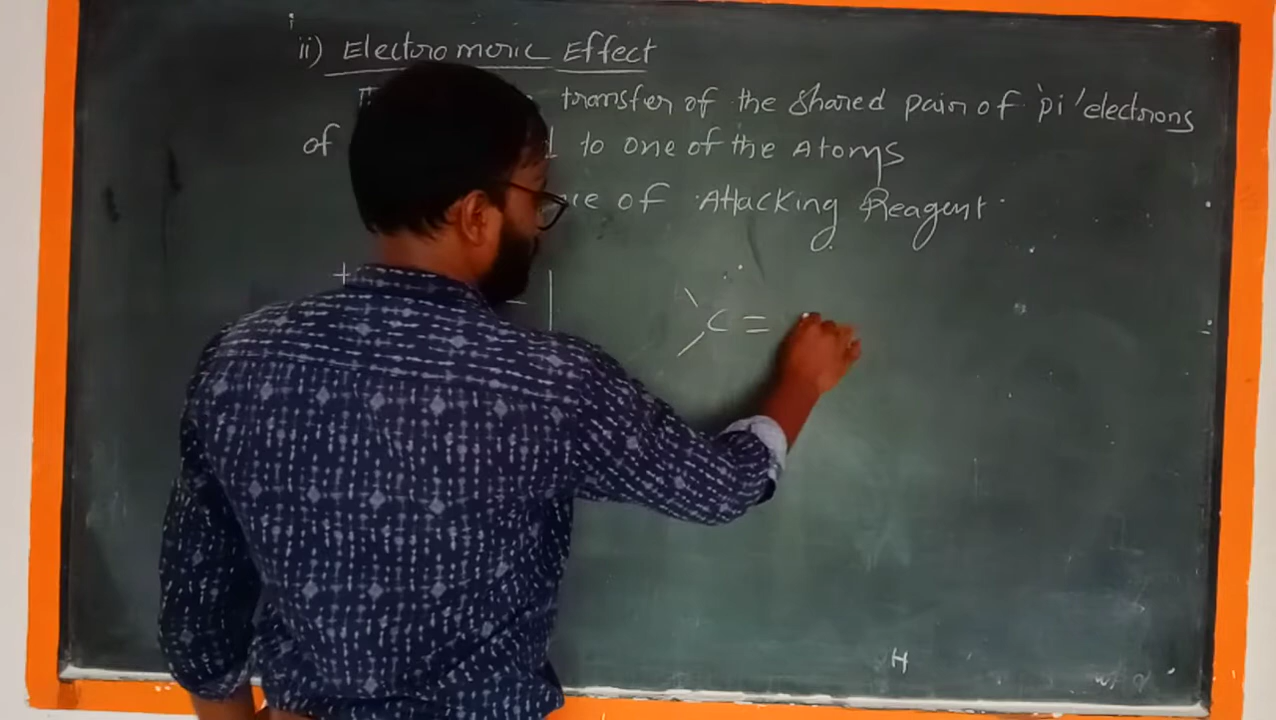 ii) Electromeric Effect
transfer of the shared pair of 'pi' electrons
of to one of the Atoms
of Attacking Reagent
C =
H